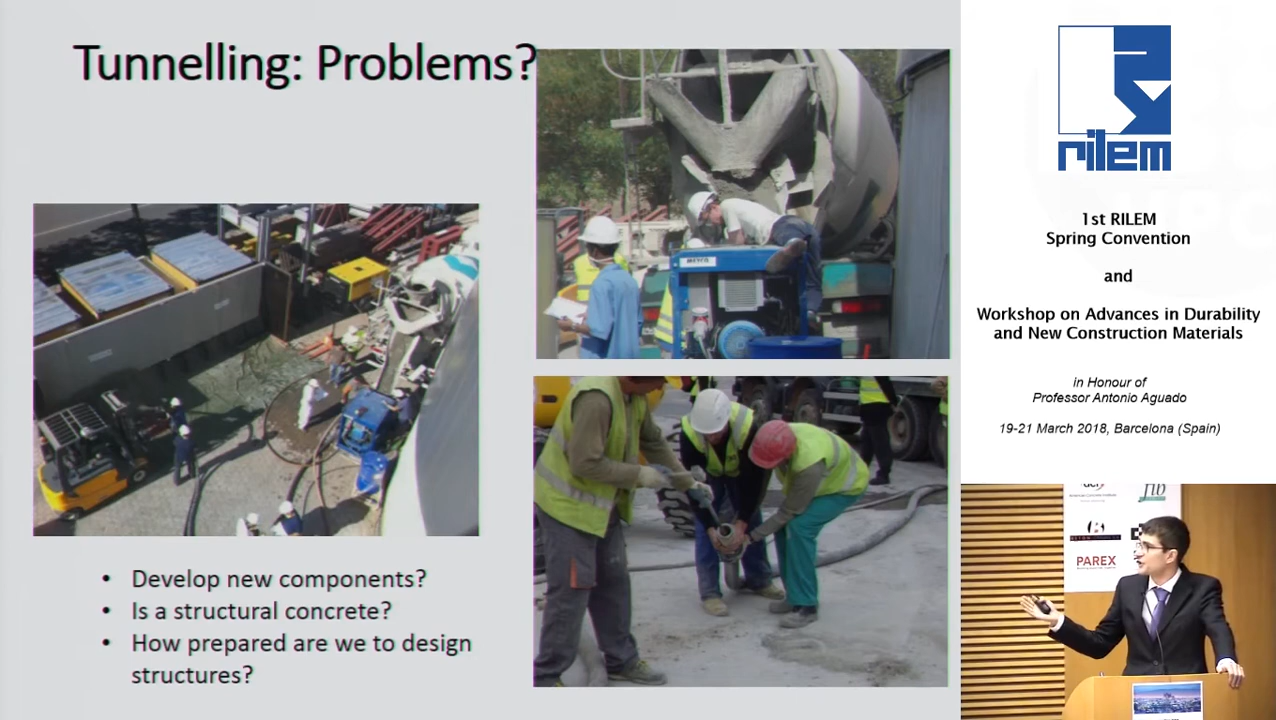 Tunnelling: Problems?
• Develop new components?
• Is a structural concrete?
• How prepared are we to design
structures?
rilem
1st RILEM
Spring Convention
and
Workshop on Advances in Durability
and New Construction Materials
in Honour of
Professor Antonio Aguado
19-21 March 2018, Barcelona (Spain)
fib
PAREX